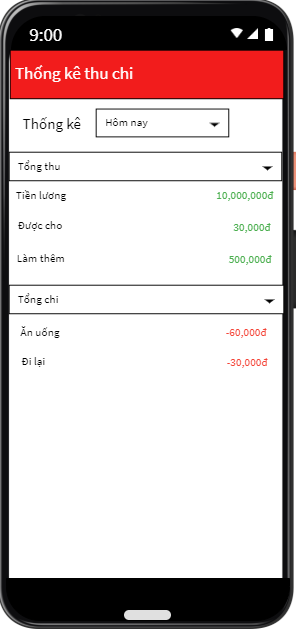 9:00
Thống kê thu chi
Thống kê Hôm nay
Tổng thu
Tiền lương 10,000,000đ
Được cho 30,000đ
Làm thêm 500,000đ
Tổng chi
Ăn uống -60,000đ
Đi lại -30,000đ